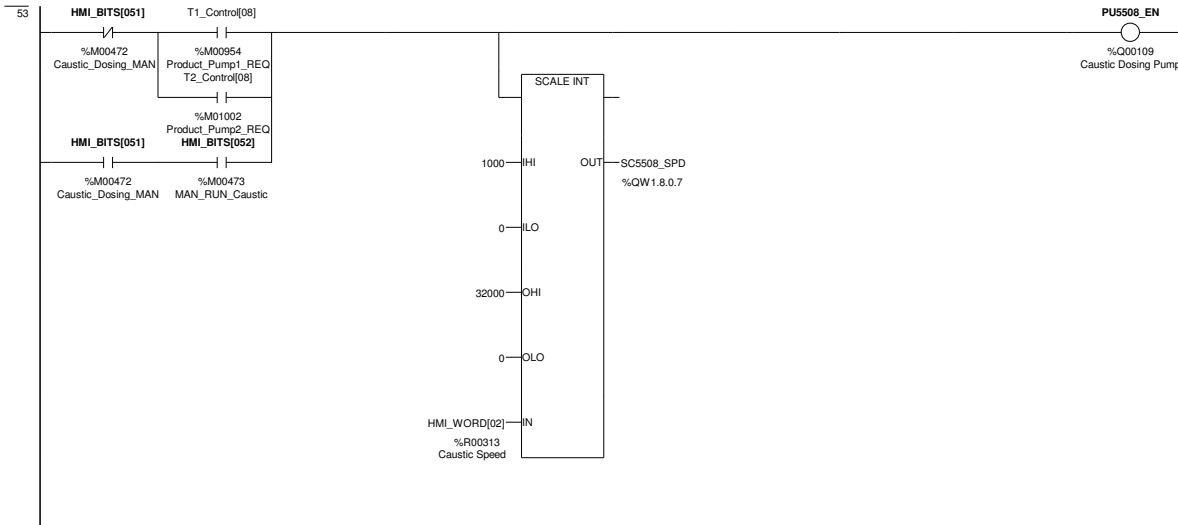 53
HMI_BITS[051] T1_Control[08] PU5508_EN
%M00472 %M00954 %Q00109
Caustic_Dosing_MAN Product_Pump1_REQ Caustic Dosing Pump
T2_Control[08]
SCALE INT
%M01002
Product_Pump2_REQ
HMI_BITS[051] HMI_BITS[052]
1000 IHI OUT SC5508_SPD
%M00472 %M00473 %QW1.8.0.7
Caustic_Dosing_MAN MAN_RUN_Caustic
0 ILO
32000 OHI
0 OLO
HMI_WORD[02] IN
%R00313
Caustic Speed